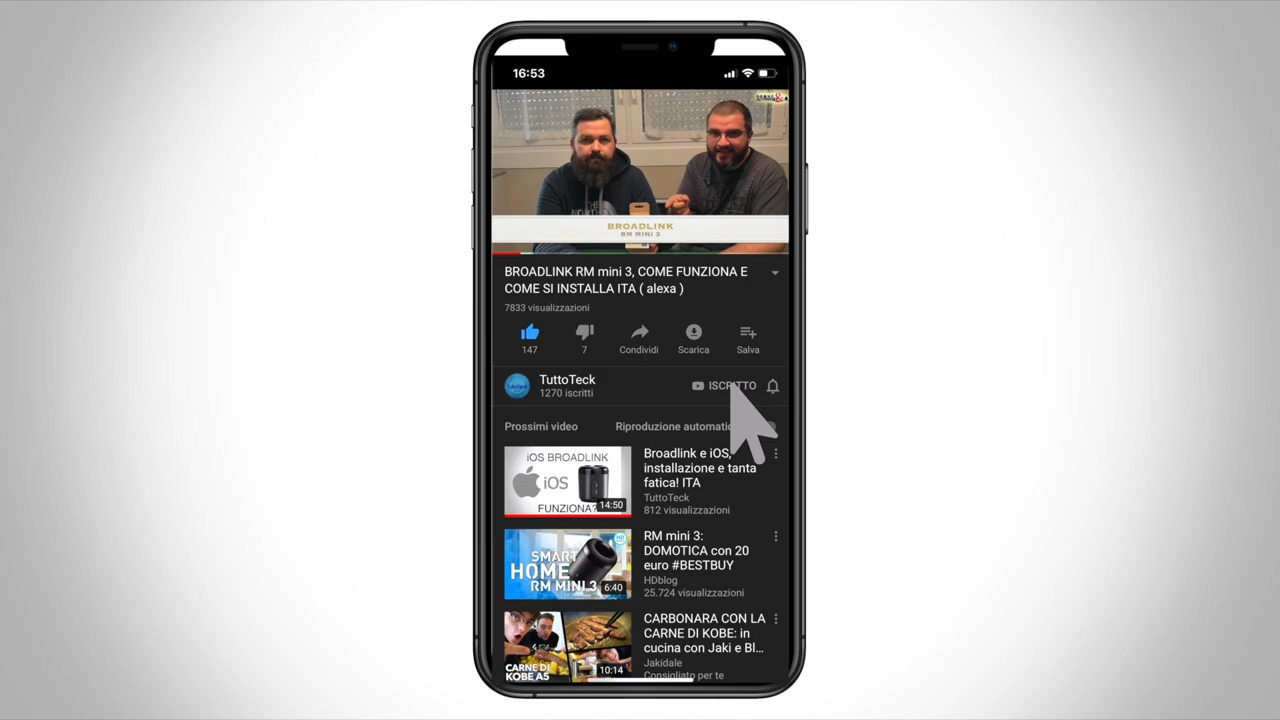 16:53
BROADLINK
RM MINI 3
BROADLINK RM mini 3, COME FUNZIONA E
COME SI INSTALLA ITA ( alexa )
7833 visualizzazioni
147
7
Condividi
Scarica
Salva
TuttoTeck
1270 iscritti
ISCRITTO
Prossimi video
Riproduzione
iOS BROADLINK
iOS
FUNZIONA?
14:50
Broadlink e iOS,
installazione e tanta
fatica! ITA
TuttoTeck
812 visualizzazioni
SMART
HOME
RM MINI 3
HD
6:40
RM mini 3:
DOMOTICA con 20
euro #BESTBUY
HDblog
25.724 visualizzazioni
CARNE DI
KOBE A5
10:14
CARBONARA CON LA
CARNE DI KOBE: in
cucina con Jaki e Bl...
Jakidale
Consigliato per te